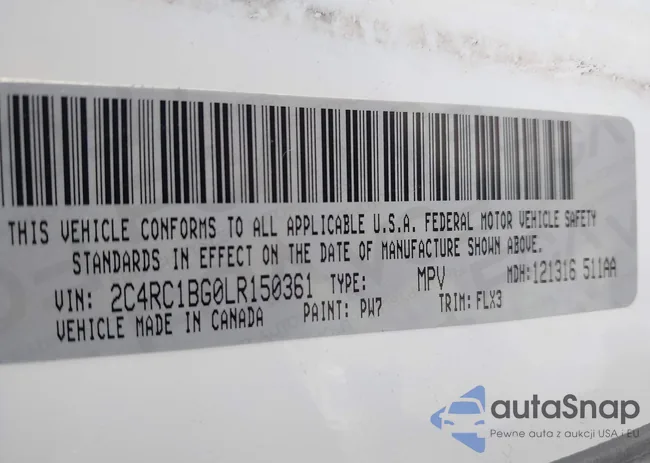 THIS VEHICLE CONFORMS TO ALL APPLICABLE U.S.A. FEDERAL MOTOR VEHICLE SAFETY
STANDARDS IN EFFECT ON THE DATE OF MANUFACTURE SHOWN ABOVE.
VIN: 2C4RC1BG0LR150361 TYPE: MPV MDH:121316 511AA
VEHICLE MADE IN CANADA PAINT: PW7 TRIM: FLX3
autaSnap
Pewne auta z aukcji USA i EU